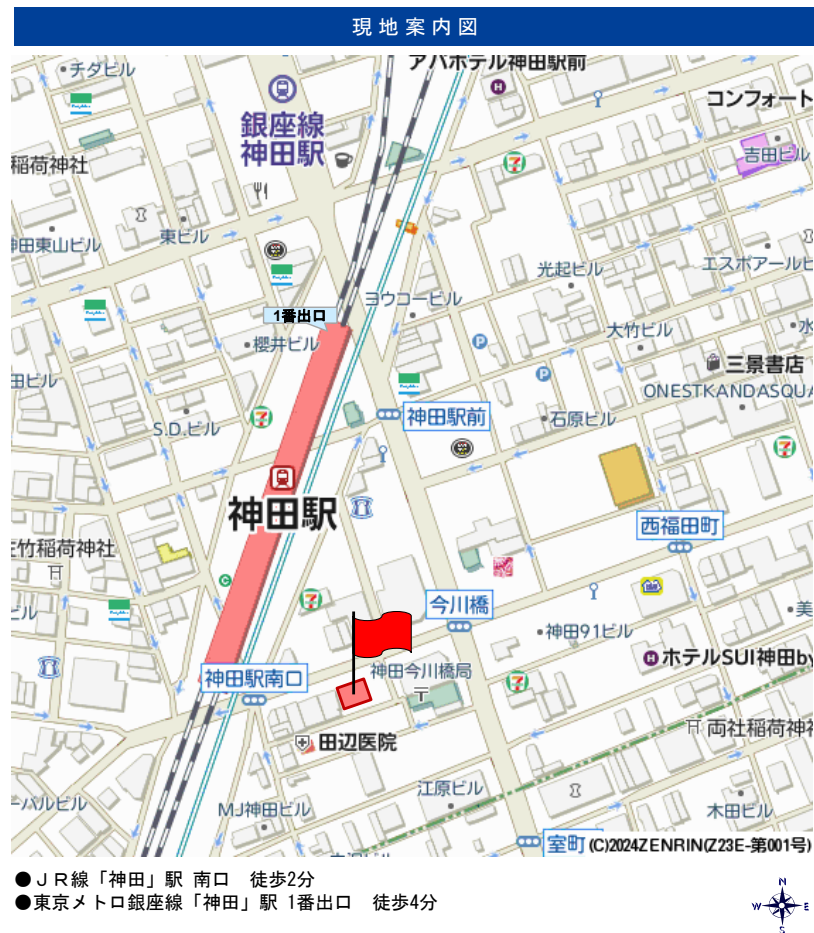 現地案内図
アパホテル神田駅前
チダビル
銀座線
神田駅
コンフォート
吉田ビル
稲荷神社
神田東山ビル
東ビル
光起ビル
エスポアールビ
ヨウコービル
1番出口
櫻井ビル
大竹ビル
水
三景書店
田ビル
ONESTKANDASQUA
神田駅前
石原ビル
S.D.ビル
神田駅
西福田町
竹稲荷神社
今川橋
ビル
美
神田91ビル
ホテルSUI神田by
神田駅南口
神田今川橋局
両社稲荷神社
田辺医院
江原ビル
ーバルビル
MJ神田ビル
木田ビル
室町
(C)2024ZENRIN(Z23E-第001号)
●JR線「神田」駅 南口　徒歩2分
●東京メトロ銀座線「神田」駅 1番出口　徒歩4分
N
W E
S